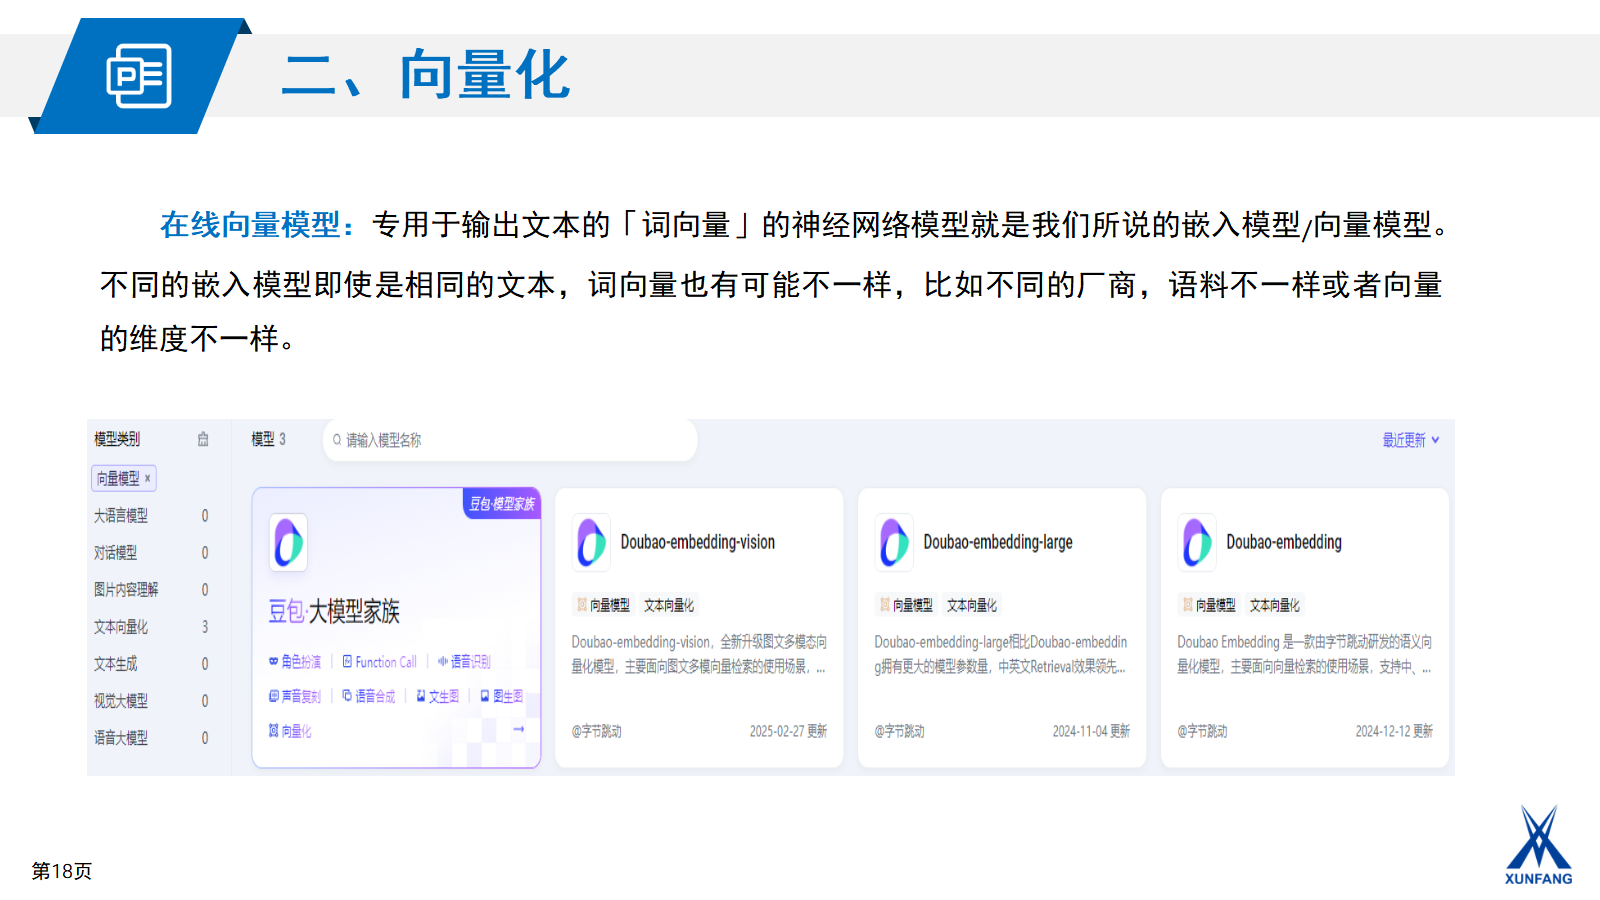 二、向量化
在线向量模型：专用于输出文本的「词向量」的神经网络模型就是我们所说的嵌入模型/向量模型。
不同的嵌入模型即使是相同的文本，词向量也有可能不一样，比如不同的厂商，语料不一样或者向量
的维度不一样。
模型类别
向量模型 ×
大语言模型 0
对话模型 0
图片内容理解 0
文本向量化 3
文本生成 0
视觉大模型 0
语音大模型 0
模型 3
请输入模型名称
最近更新
豆包·模型家族
豆包·大模型家族
角色扮演 Function Call 语音识别
声音复刻 语音合成 文生图 图生图
向量化 →
Doubao-embedding-vision
向量模型 文本向量化
Doubao-embedding-vision，全新升级图文多模态向
量化模型，主要面向图文多模向量检索的使用场景，...
@字节跳动 2025-02-27 更新
Doubao-embedding-large
向量模型 文本向量化
Doubao-embedding-large相比Doubao-embeddin
g拥有更大的模型参数量，中英文Retrieval效果领先...
@字节跳动 2024-11-04 更新
Doubao-embedding
向量模型 文本向量化
Doubao Embedding 是一款由字节跳动研发的语义向
量化模型，主要面向向量检索的使用场景，支持中、...
@字节跳动 2024-12-12 更新
第18页
XUNFANG